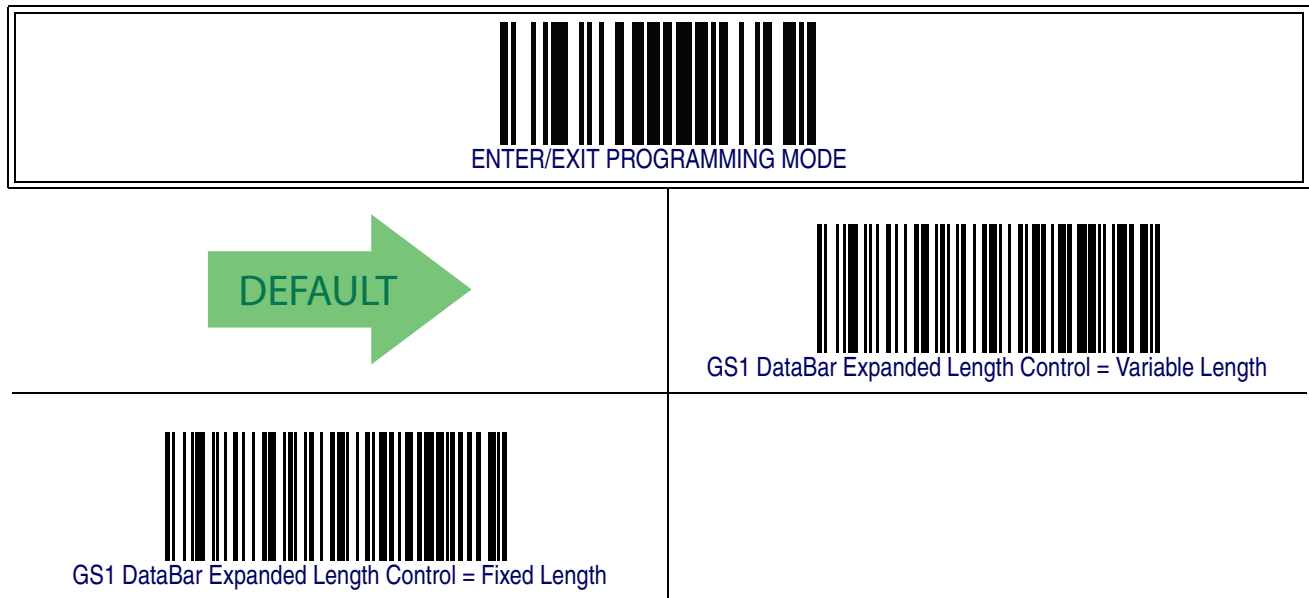 ENTER/EXIT PROGRAMMING MODE
DEFAULT
GS1 DataBar Expanded Length Control = Variable Length
GS1 DataBar Expanded Length Control = Fixed Length